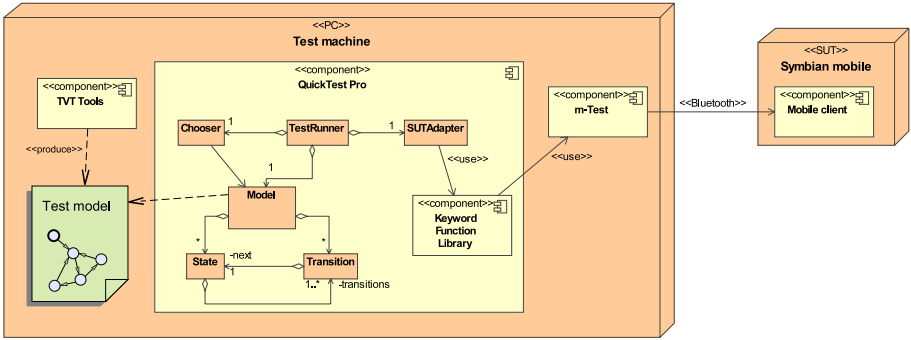 <<PC>>
Test machine
<<component>>
TVT Tools
<<produce>>
Test model
<<component>>
QuickTest Pro
Chooser
1
TestRunner
1
SUTAdapter
1
Model
<<use>>
<<component>>
Keyword
Function
Library
<<use>>
*
*
State
-next
1
Transition
1..*
-transitions
<<component>>
m-Test
<<Bluetooth>>
<<SUT>>
Symbian mobile
<<component>>
Mobile client